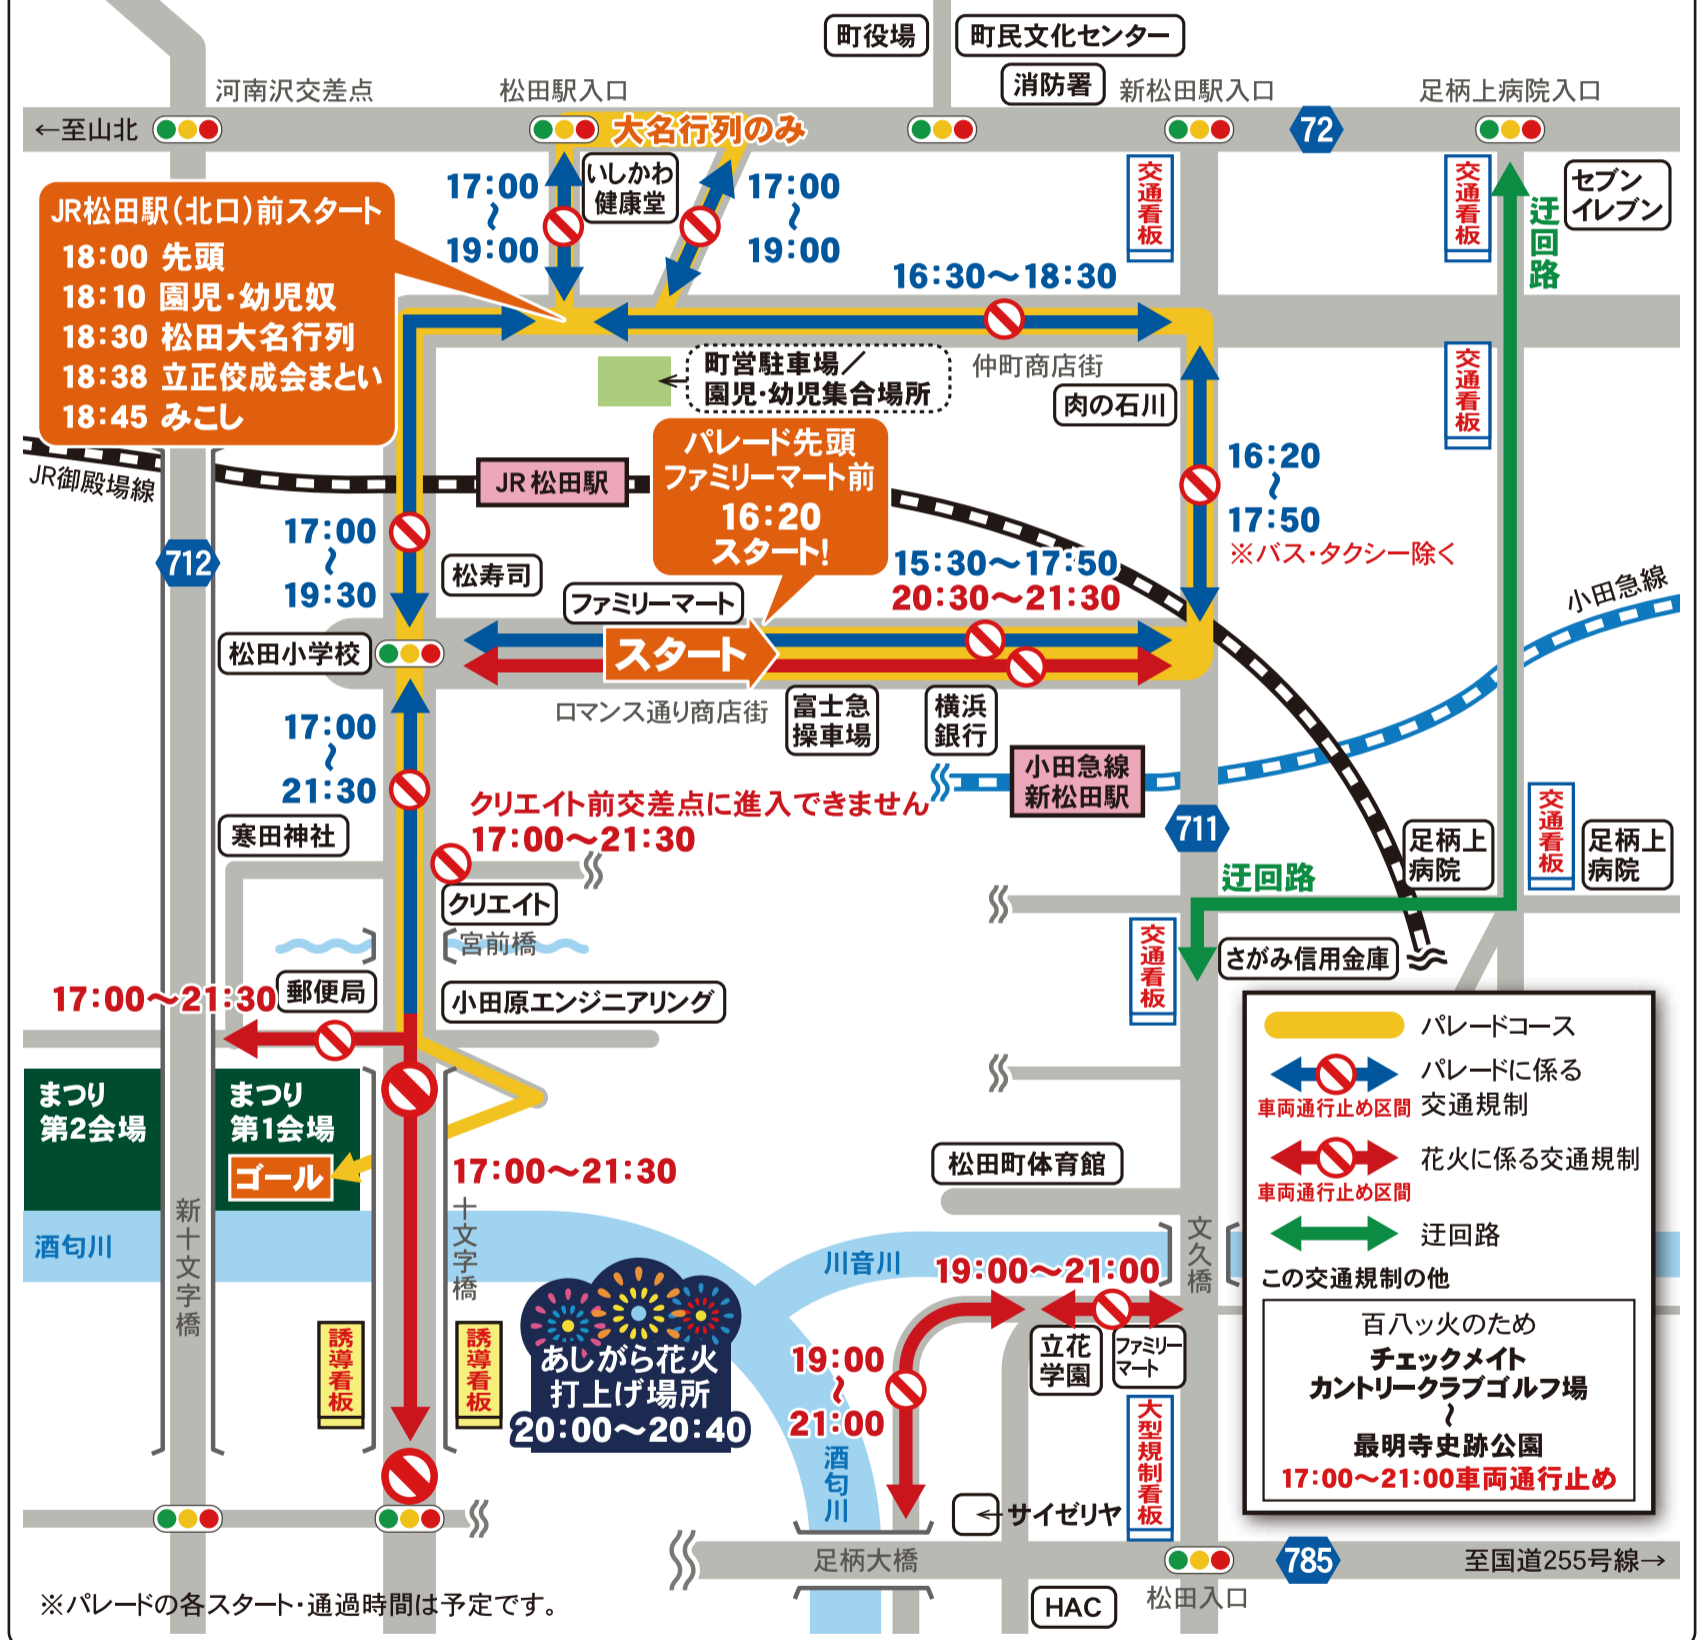 町役場
町民文化センター
消防署
河南沢交差点
松田駅入口
新松田駅入口
足柄上病院入口
←至山北
大名行列のみ
72
17:00
〜
19:00
いしかわ
健康堂
17:00
〜
19:00
交通看板
交通看板
迂回路
セブン
イレブン
JR松田駅(北口)前スタート
18:00 先頭
18:10 園児・幼児奴
18:30 松田大名行列
18:38 立正佼成会まとい
18:45 みこし
16:30〜18:30
町営駐車場/
園児・幼児集合場所
仲町商店街
肉の石川
交通看板
JR御殿場線
JR松田駅
パレード先頭
ファミリーマート前
16:20
スタート!
16:20
〜
17:50
※バス・タクシー除く
712
17:00
〜
19:30
松寿司
ファミリーマート
15:30〜17:50
20:30〜21:30
小田急線
松田小学校
スタート
ロマンス通り商店街
富士急
操車場
横浜
銀行
17:00
〜
21:30
小田急線
新松田駅
クリエイト前交差点に進入できません
17:00〜21:30
寒田神社
711
交通看板
足柄上
病院
足柄上
病院
迂回路
クリエイト
宮前橋
交通看板
さがみ信用金庫
17:00〜21:30
郵便局
小田原エンジニアリング
パレードコース
パレードに係る
交通規制
車両通行止め区間
花火に係る交通規制
車両通行止め区間
迂回路
この交通規制の他
百八ッ火のため
チェックメイト
カントリークラブゴルフ場
〜
最明寺史跡公園
17:00〜21:00車両通行止め
まつり
第2会場
まつり
第1会場
ゴール
17:00〜21:30
松田町体育館
新十文字橋
十文字橋
文久橋
酒匂川
川音川
19:00〜21:00
誘導看板
誘導看板
あしがら花火
打上げ場所
20:00〜20:40
19:00
〜
21:00
立花
学園
ファミリー
マート
大型規制看板
酒匂川
←サイゼリヤ
足柄大橋
785
至国道255号線→
松田入口
HAC
※パレードの各スタート・通過時間は予定です。